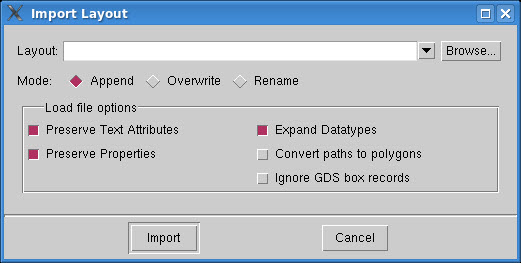 Import Layout
Layout: Browse...
Mode: Append Overwrite Rename
Load file options
Preserve Text Attributes Expand Datatypes
Preserve Properties Convert paths to polygons
Ignore GDS box records
Import Cancel